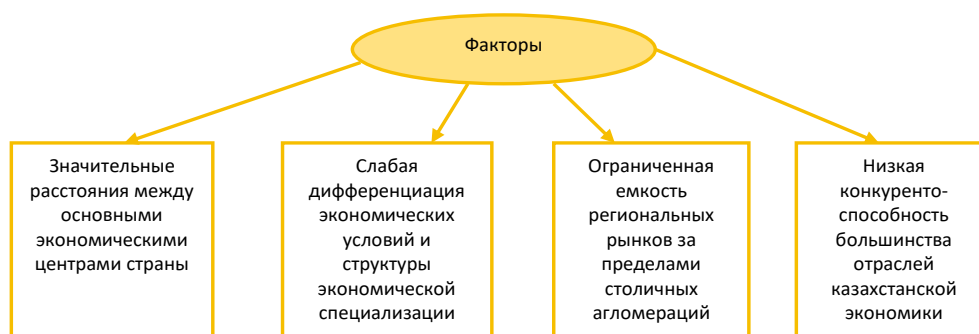 Факторы
Значительные
расстояния между
основными
экономическими
центрами страны
Слабая
дифференциация
экономических
условий и
структуры
экономической
специализации
Ограниченная
емкость
региональных
рынков за
пределами
столичных
агломераций
Низкая
конкуренто-
способность
большинства
отраслей
казахстанской
экономики